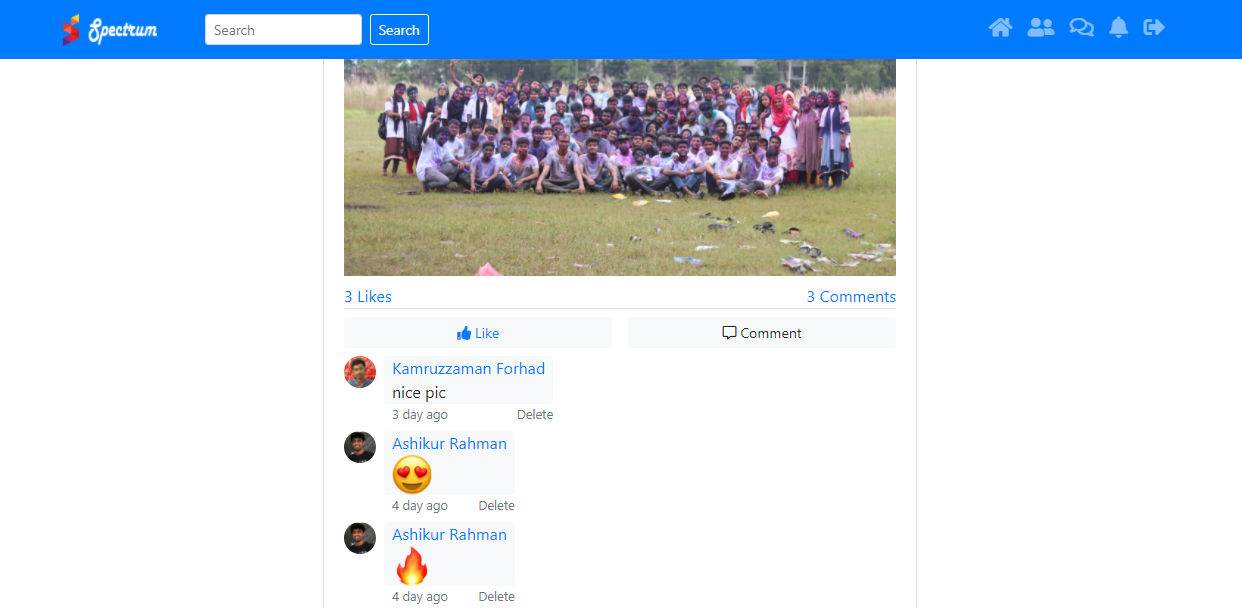 Spectrum
Search
Search
3 Likes
3 Comments
Like
Comment
Kamruzzaman Forhad
nice pic
3 day ago
Delete
Ashikur Rahman
😍
4 day ago
Delete
Ashikur Rahman
🔥
4 day ago
Delete